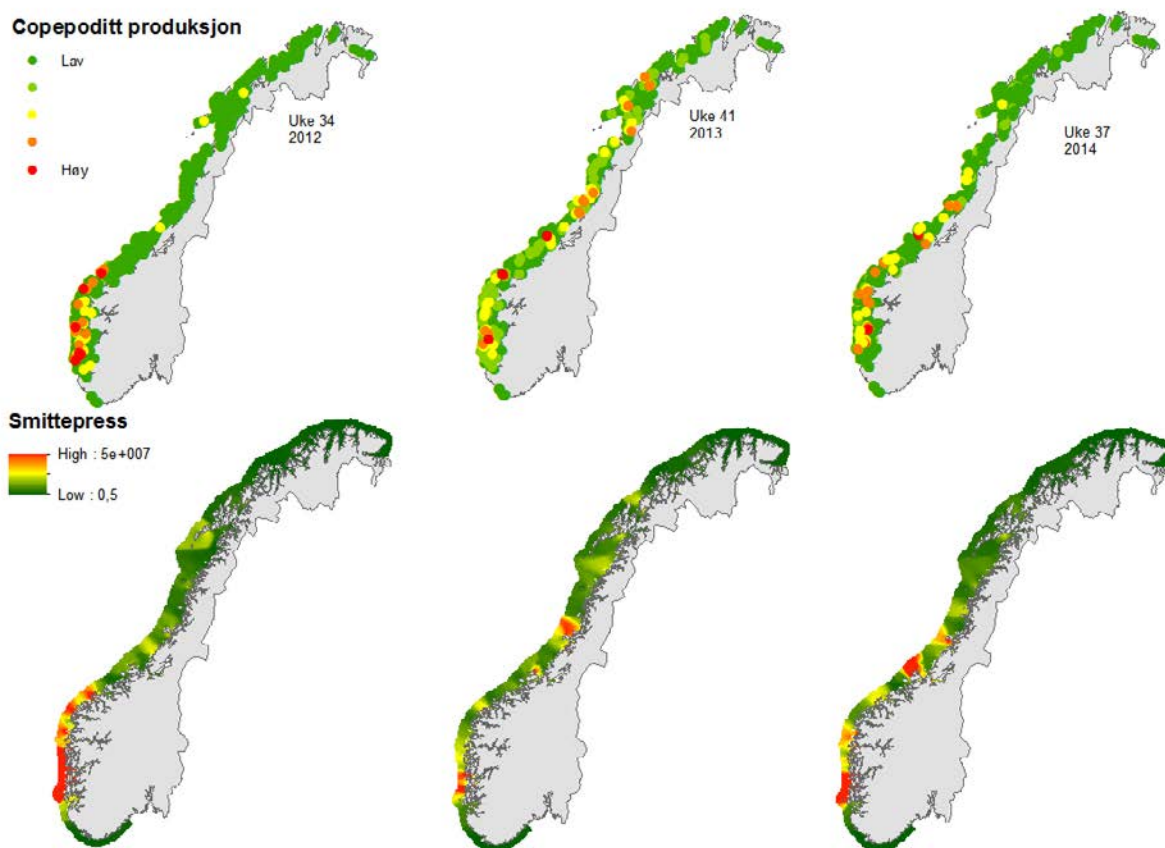 Copepoditt produksjon
Lav
Høy
Uke 34
2012
Uke 41
2013
Uke 37
2014
Smittepress
High : 5e+007
Low : 0,5